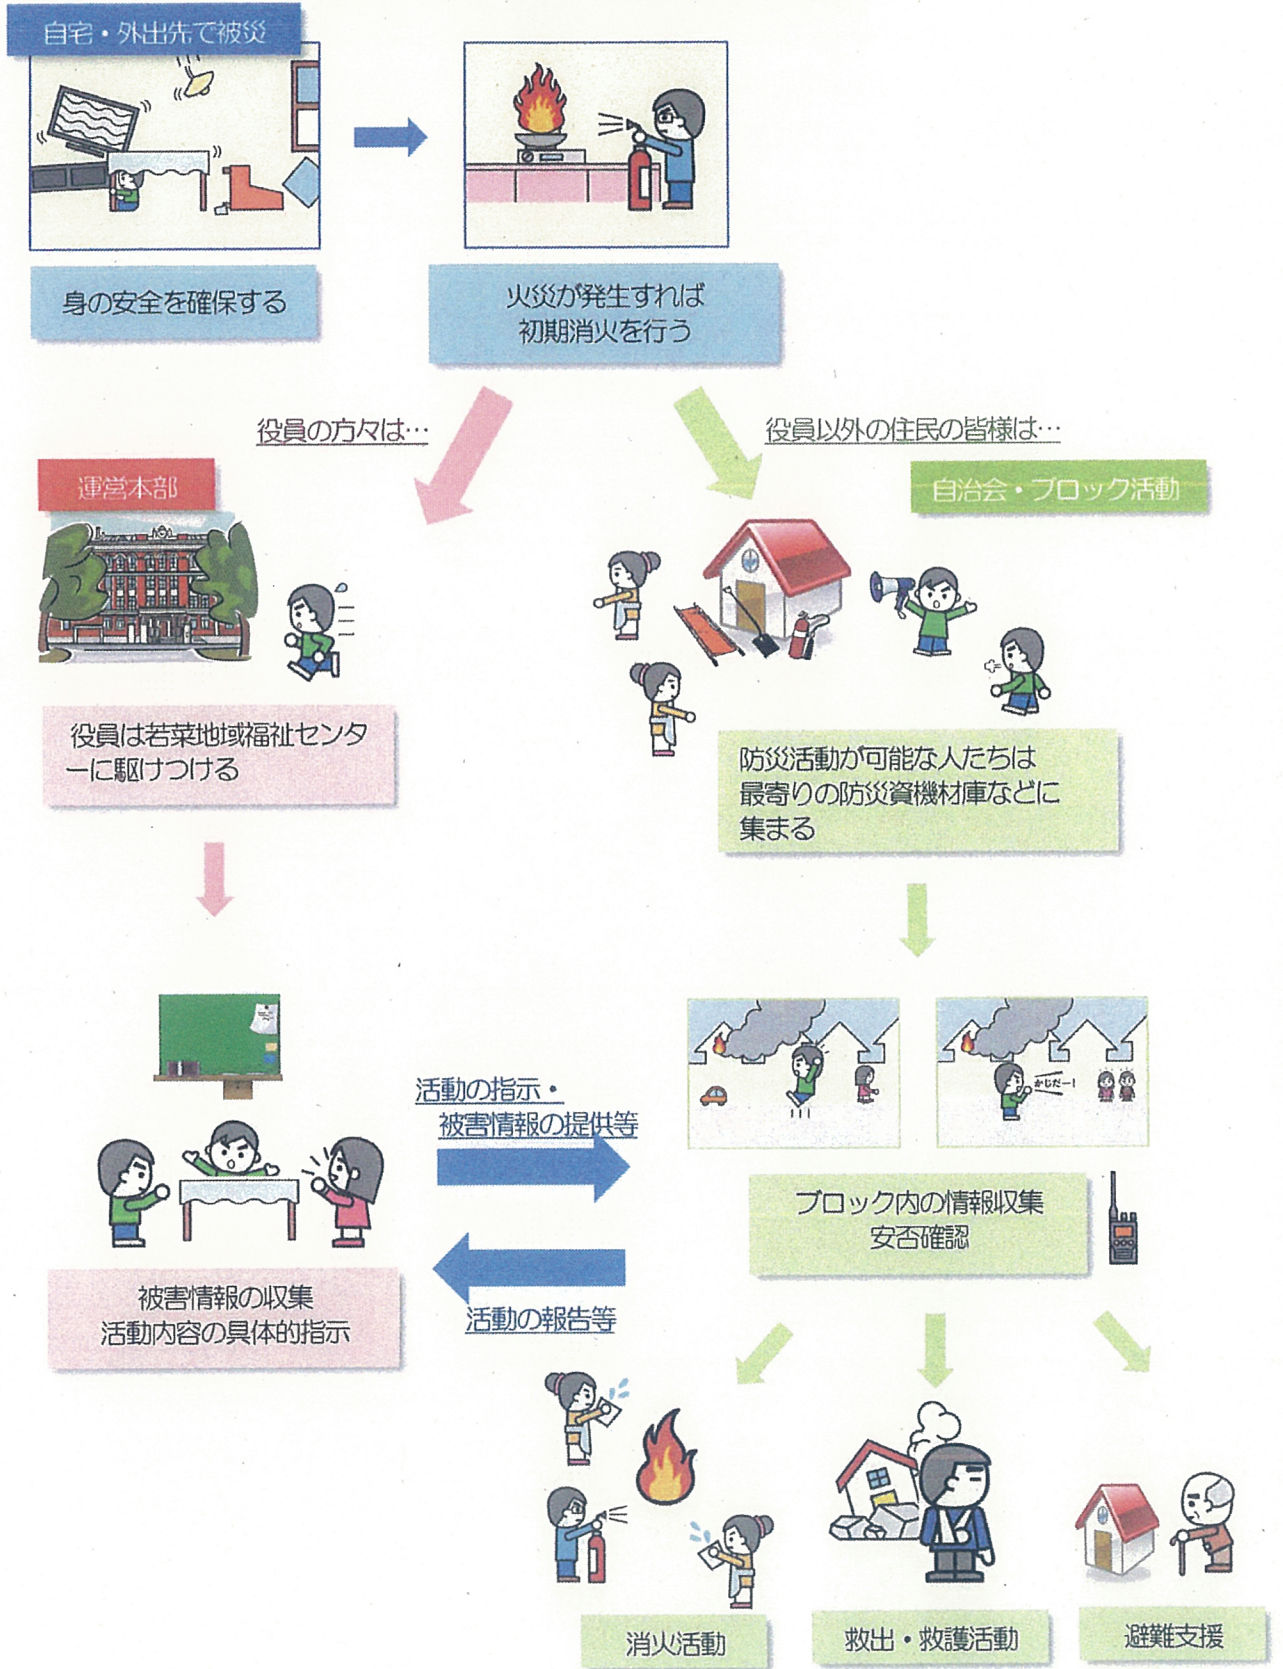 自宅・外出先で被災
身の安全を確保する
火災が発生すれば
初期消火を行う
役員の方々は…
役員以外の住民の皆様は…
運営本部
自治会・ブロック活動
役員は若菜地域福祉センタ
ーに駆けつける
防災活動が可能な人たちは
最寄りの防災資機材庫などに
集まる
活動の指示・
被害情報の提供等
かじだー!
ブロック内の情報収集
安否確認
活動の報告等
被害情報の収集
活動内容の具体的指示
消火活動
救出・救護活動
避難支援